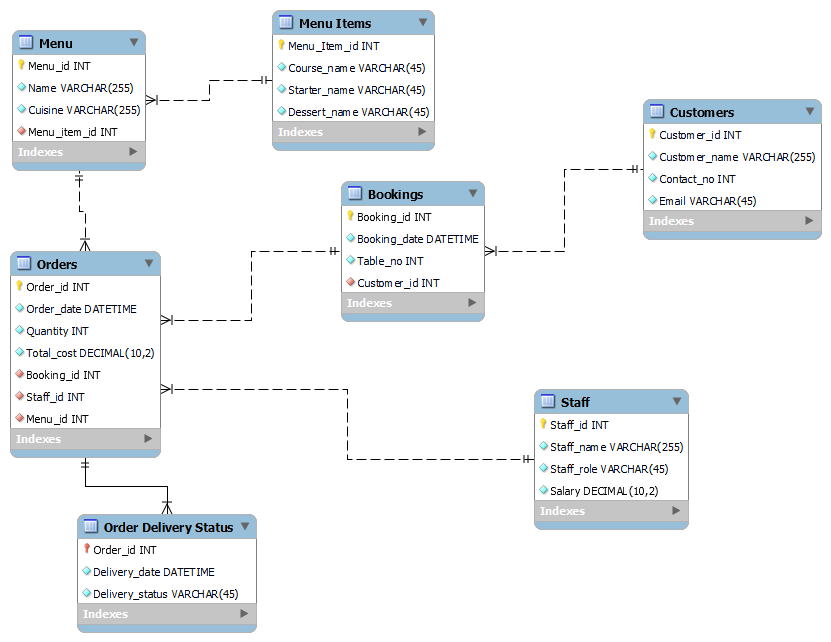 Menu
Menu_id INT
Name VARCHAR(255)
Cuisine VARCHAR(255)
Menu_item_id INT
Indexes
Menu Items
Menu_Item_id INT
Course_name VARCHAR(45)
Starter_name VARCHAR(45)
Dessert_name VARCHAR(45)
Indexes
Customers
Customer_id INT
Customer_name VARCHAR(255)
Contact_no INT
Email VARCHAR(45)
Indexes
Bookings
Booking_id INT
Booking_date DATETIME
Table_no INT
Customer_id INT
Indexes
Orders
Order_id INT
Order_date DATETIME
Quantity INT
Total_cost DECIMAL(10,2)
Booking_id INT
Staff_id INT
Menu_id INT
Indexes
Staff
Staff_id INT
Staff_name VARCHAR(255)
Staff_role VARCHAR(45)
Salary DECIMAL(10,2)
Indexes
Order Delivery Status
Order_id INT
Delivery_date DATETIME
Delivery_status VARCHAR(45)
Indexes